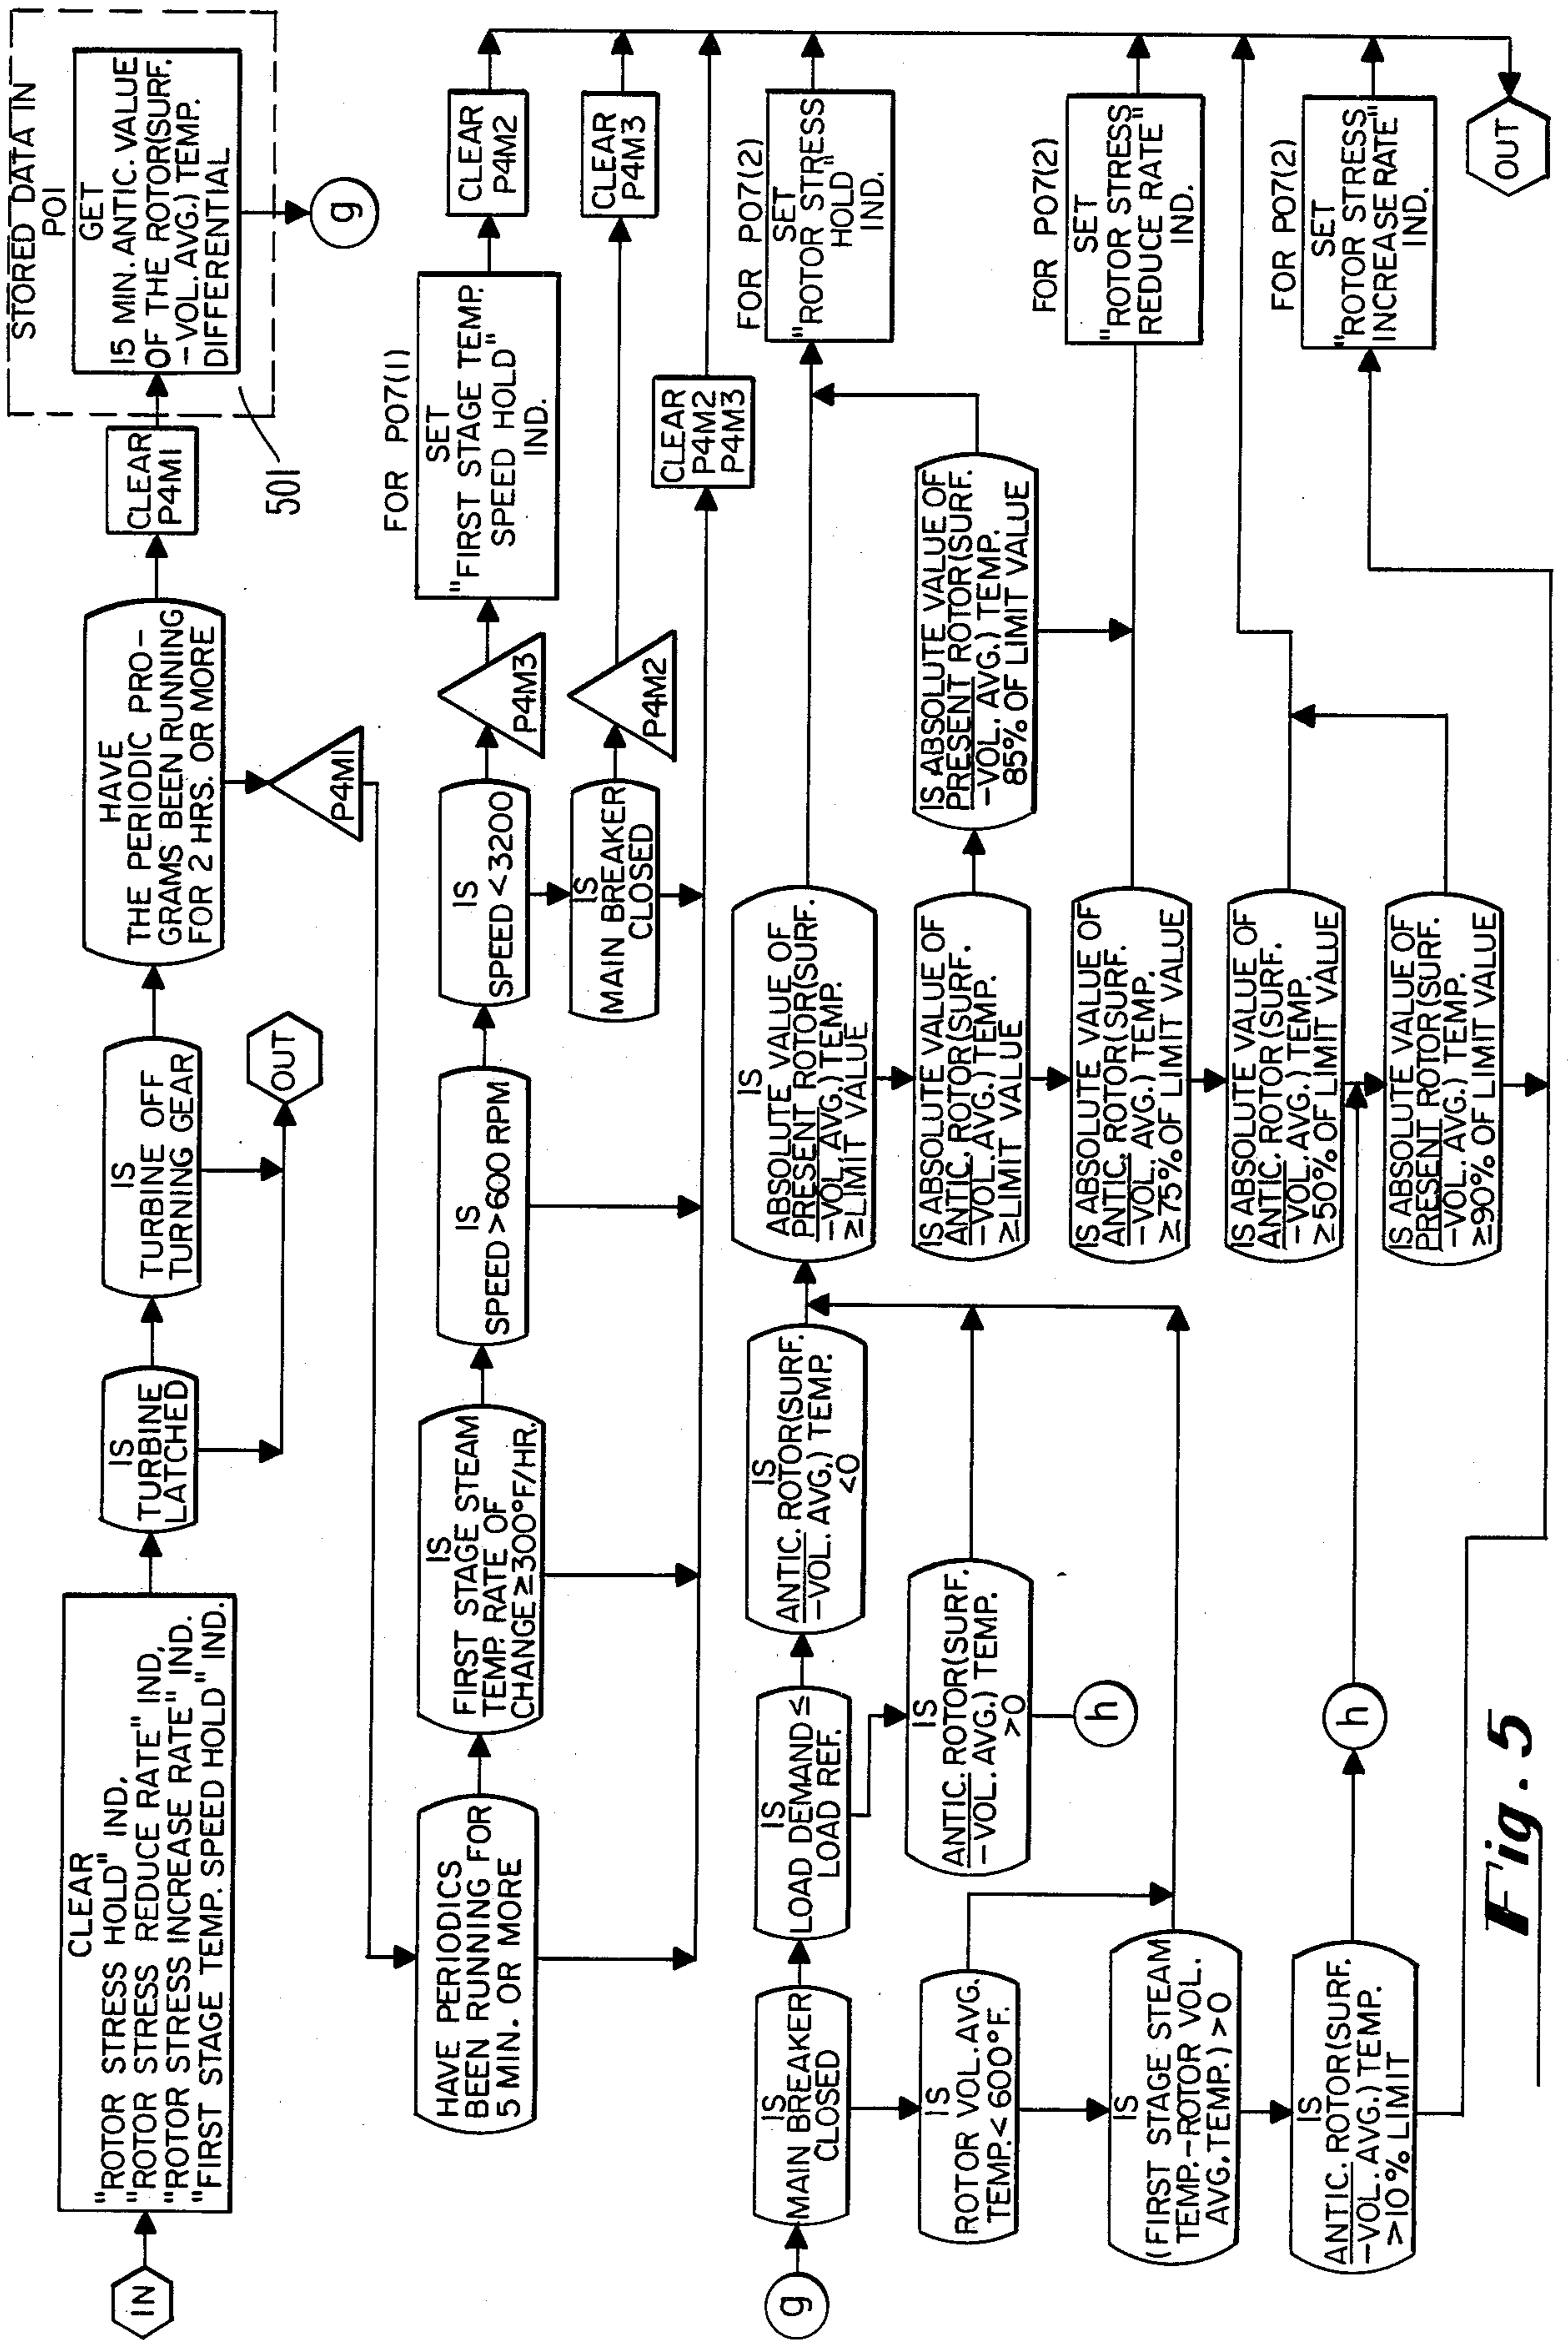 IN
CLEAR
"ROTOR STRESS HOLD" IND,
"ROTOR STRESS REDUCE RATE" IND,
"ROTOR STRESS INCREASE RATE" IND.
"FIRST STAGE TEMP. SPEED HOLD" IND.
IS
TURBINE
LATCHED
IS
TURBINE OFF
TURNING GEAR
OUT
HAVE
THE PERIODIC PRO-
GRAMS BEEN RUNNING
FOR 2 HRS. OR MORE
P4M1
CLEAR
P4M1
STORED DATA IN
PO1
GET
15 MIN. ANTIC. VALUE
OF THE ROTOR(SURF.
-VOL. AVG.) TEMP.
DIFFERENTIAL
501
g
HAVE PERIODICS
BEEN RUNNING FOR
5 MIN. OR MORE
IS
FIRST STAGE STEAM
TEMP. RATE OF
CHANGE ≥300°F/HR.
IS
SPEED > 600 RPM
IS
SPEED < 3200
P4M3
FOR PO7(1)
SET
"FIRST STAGE TEMP.
SPEED HOLD"
IND.
CLEAR
P4M2
IS
MAIN BREAKER
CLOSED
P4M2
CLEAR
P4M3
CLEAR
P4M2
P4M3
g
IS
MAIN BREAKER
CLOSED
IS
LOAD DEMAND ≤
LOAD REF.
IS
ANTIC. ROTOR(SURF.
-VOL. AVG.) TEMP.
<0
IS
ABSOLUTE VALUE OF
PRESENT ROTOR(SURF.
-VOL. AVG.) TEMP.
≥LIMIT VALUE
FOR PO7(2)
SET
"ROTOR STRESS
HOLD"
IND.
IS
ROTOR VOL. AVG.
TEMP. < 600°F.
IS
ANTIC. ROTOR(SURF.
-VOL. AVG.) TEMP.
>0
h
IS ABSOLUTE VALUE OF
ANTIC. ROTOR(SURF.
-VOL. AVG.) TEMP.
≥LIMIT VALUE
IS ABSOLUTE VALUE OF
PRESENT ROTOR(SURF.
-VOL. AVG.) TEMP.
85% OF LIMIT VALUE
IS
(FIRST STAGE STEAM
TEMP.-ROTOR VOL.
AVG. TEMP.) >0
IS ABSOLUTE VALUE OF
ANTIC. ROTOR(SURF.
-VOL. AVG.) TEMP.
≥75% OF LIMIT VALUE
FOR PO7(2)
SET
"ROTOR STRESS
REDUCE RATE"
IND.
IS
ANTIC. ROTOR(SURF.
-VOL. AVG.) TEMP.
>10% LIMIT
h
IS ABSOLUTE VALUE OF
ANTIC. ROTOR(SURF.
-VOL. AVG.) TEMP.
≥50% OF LIMIT VALUE
IS ABSOLUTE VALUE OF
PRESENT ROTOR(SURF.
-VOL. AVG.) TEMP.
≥90% OF LIMIT VALUE
FOR PO7(2)
SET
"ROTOR STRESS
INCREASE RATE"
IND.
OUT
Fig. 5